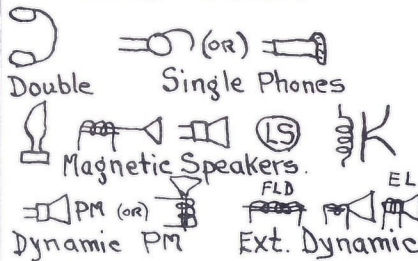 (OR)
Double Single Phones
LS
Magnetic Speakers.
PM (OR) FLD EL
Dynamic PM Ext. Dynamic